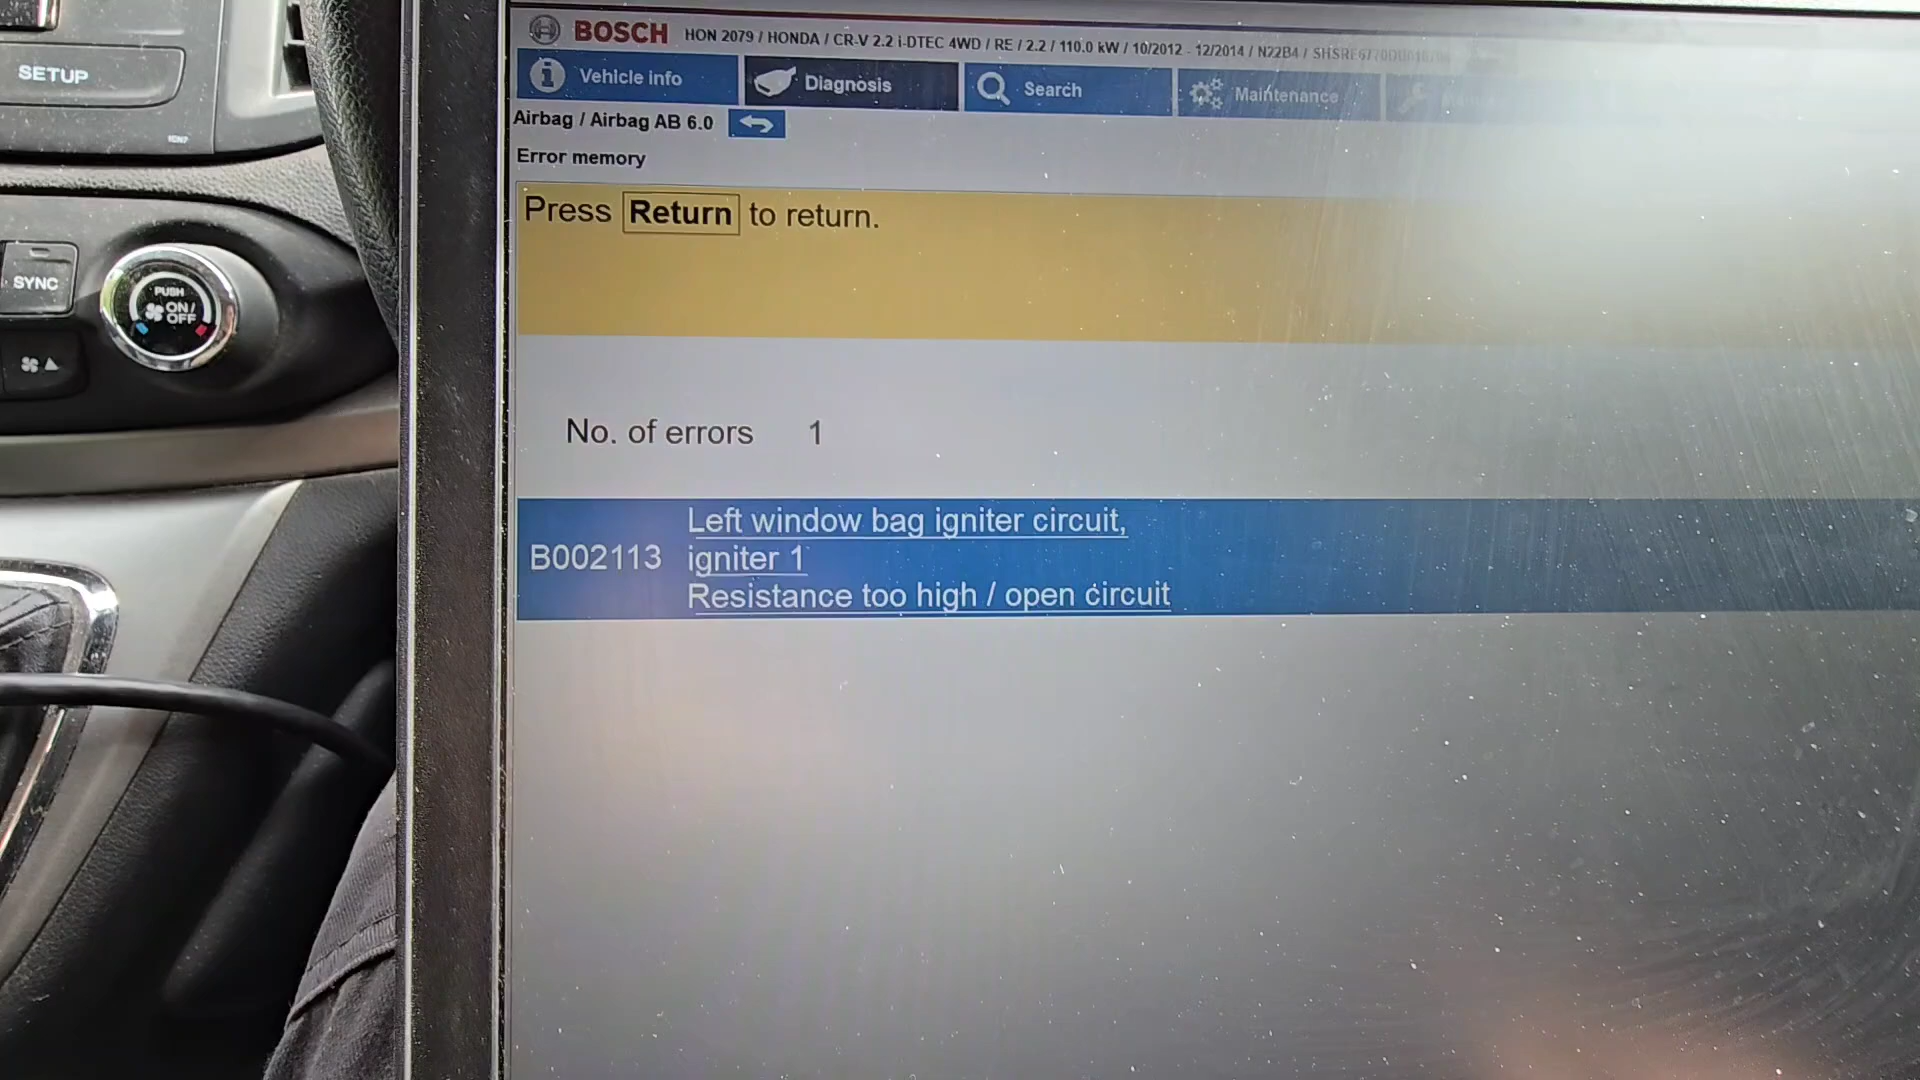 BOSCH HON 2079 / HONDA / CR-V 2.2 i-DTEC 4WD / RE / 2.2 / 110.0 kW / 10/2012 - 12/2014 / N22B4 /
Vehicle info
Diagnosis
Search
Maintenance
Airbag / Airbag AB 6.0
Error memory
Press Return to return.
No. of errors 1
B002113
Left window bag igniter circuit,
igniter 1
Resistance too high / open circuit
SETUP
SYNC
PUSH
ON/
OFF